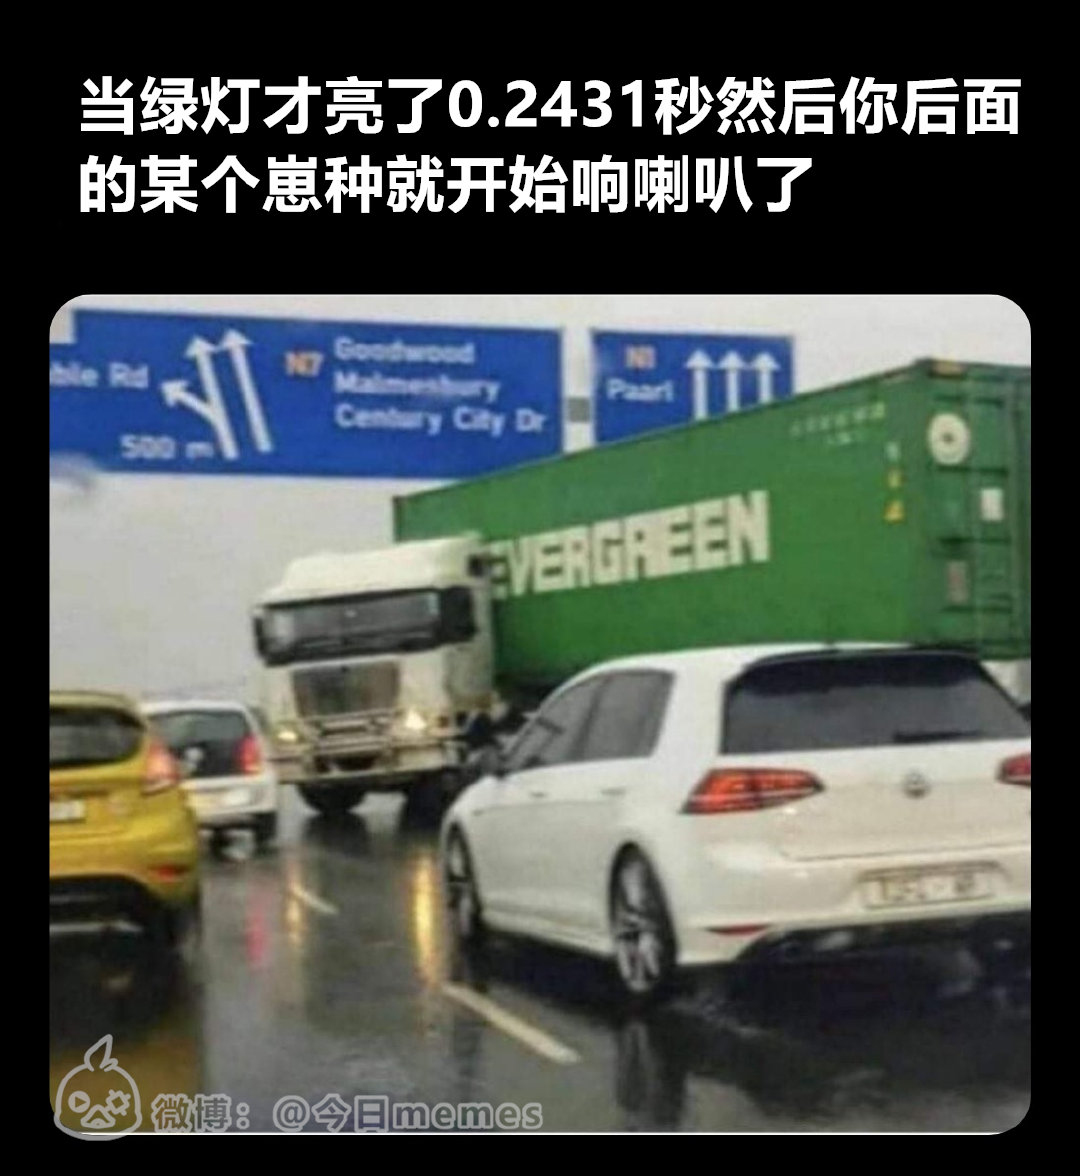 当绿灯才亮了0.2431秒然后你后面
的某个崽种就开始响喇叭了
ble Rd
500 m
N7
Goodwood
Malmesbury
Century City Dr
N1
Paarl
EVERGREEN
微博：@今日memes